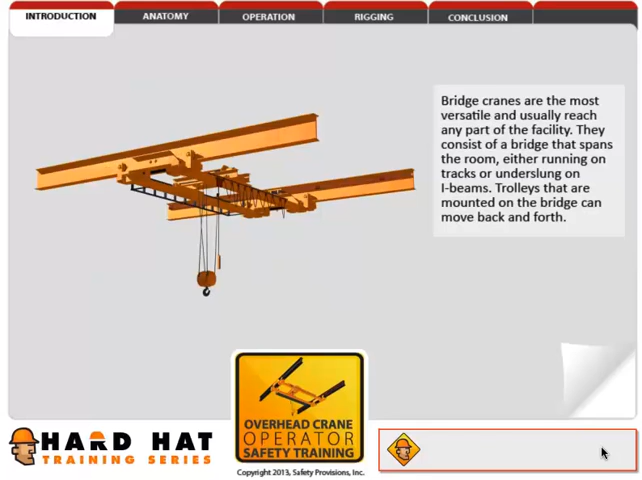 INTRODUCTION
ANATOMY
OPERATION
RIGGING
CONCLUSION
Bridge cranes are the most
versatile and usually reach
any part of the facility. They
consist of a bridge that spans
the room, either running on
tracks or underslung on
I-beams. Trolleys that are
mounted on the bridge can
move back and forth.
HARD HAT
TRAINING SERIES
OVERHEAD CRANE
OPERATOR
SAFETY TRAINING
Copyright 2013, Safety Provisions, Inc.